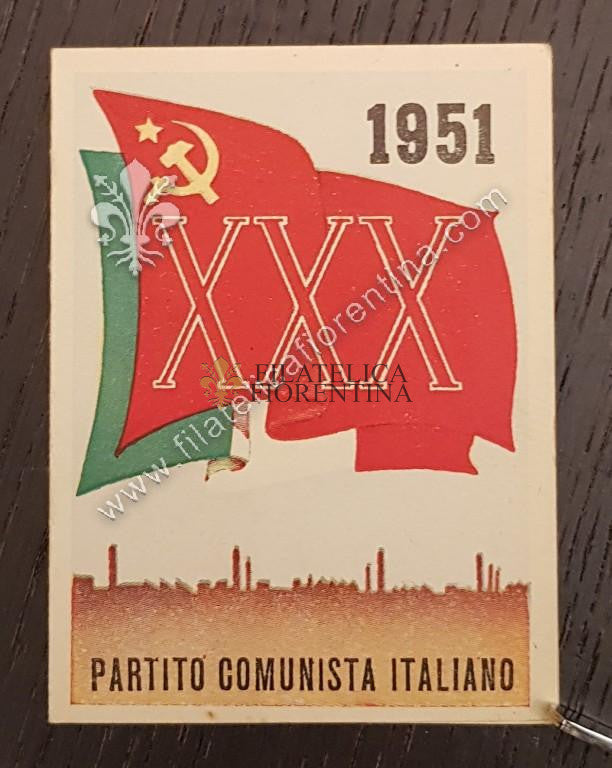 1951
XXX
www.filatelicafiorentina.com
FILATELICA
FIORENTINA
PARTITO COMUNISTA ITALIANO